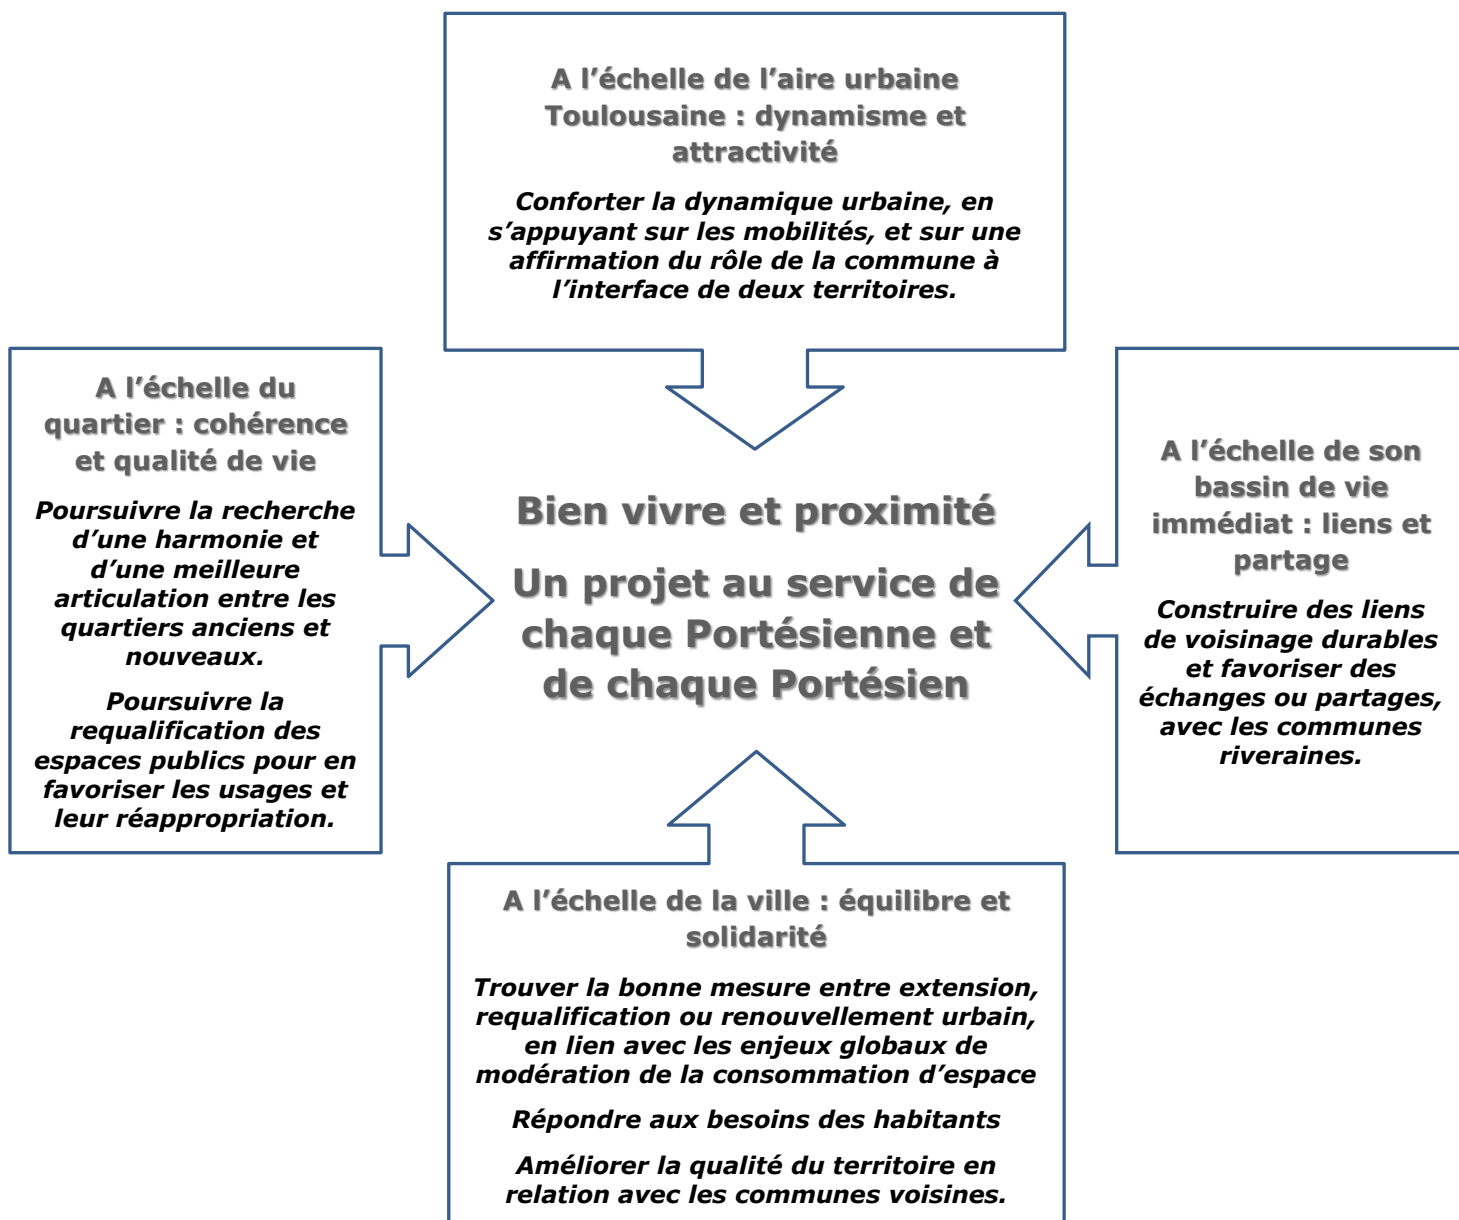 A l’échelle de l’aire urbaine
Toulousaine : dynamisme et
attractivité
Conforter la dynamique urbaine, en
s’appuyant sur les mobilités, et sur une
affirmation du rôle de la commune à
l’interface de deux territoires.
A l’échelle du
quartier : cohérence
et qualité de vie
Poursuivre la recherche
d’une harmonie et
d’une meilleure
articulation entre les
quartiers anciens et
nouveaux.
Poursuivre la
requalification des
espaces publics pour en
favoriser les usages et
leur réappropriation.
Bien vivre et proximité
Un projet au service de
chaque Portésienne et
de chaque Portésien
A l’échelle de son
bassin de vie
immédiat : liens et
partage
Construire des liens
de voisinage durables
et favoriser des
échanges ou partages,
avec les communes
riveraines.
A l’échelle de la ville : équilibre et
solidarité
Trouver la bonne mesure entre extension,
requalification ou renouvellement urbain,
en lien avec les enjeux globaux de
modération de la consommation d’espace
Répondre aux besoins des habitants
Améliorer la qualité du territoire en
relation avec les communes voisines.